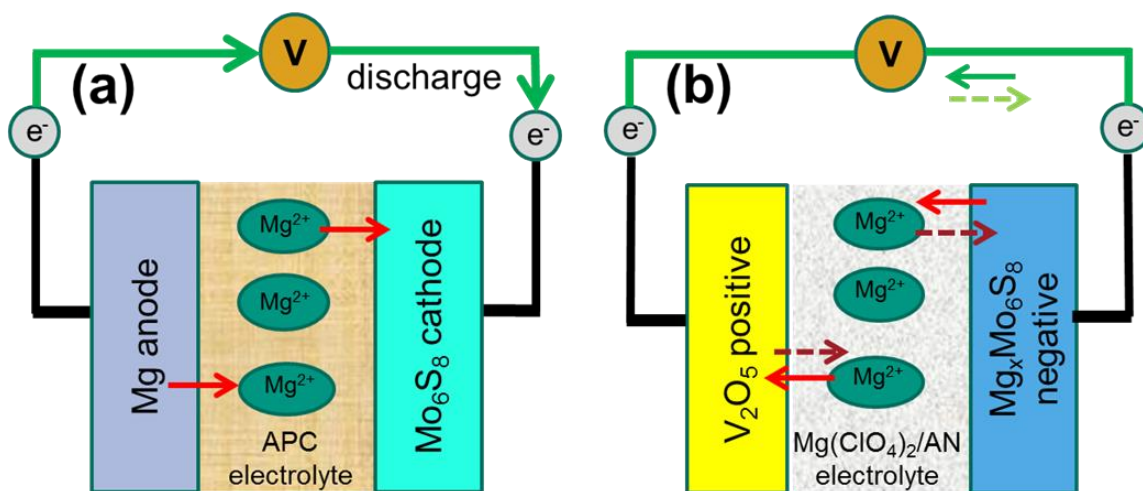 (a)
V
discharge
e⁻
e⁻
Mg anode
Mg²⁺
Mg²⁺
Mg²⁺
APC
electrolyte
Mo₆S₈ cathode
(b)
V
e⁻
e⁻
V₂O₅ positive
Mg²⁺
Mg²⁺
Mg²⁺
Mg(ClO₄)₂/AN
electrolyte
MgₓMo₆S₈
negative